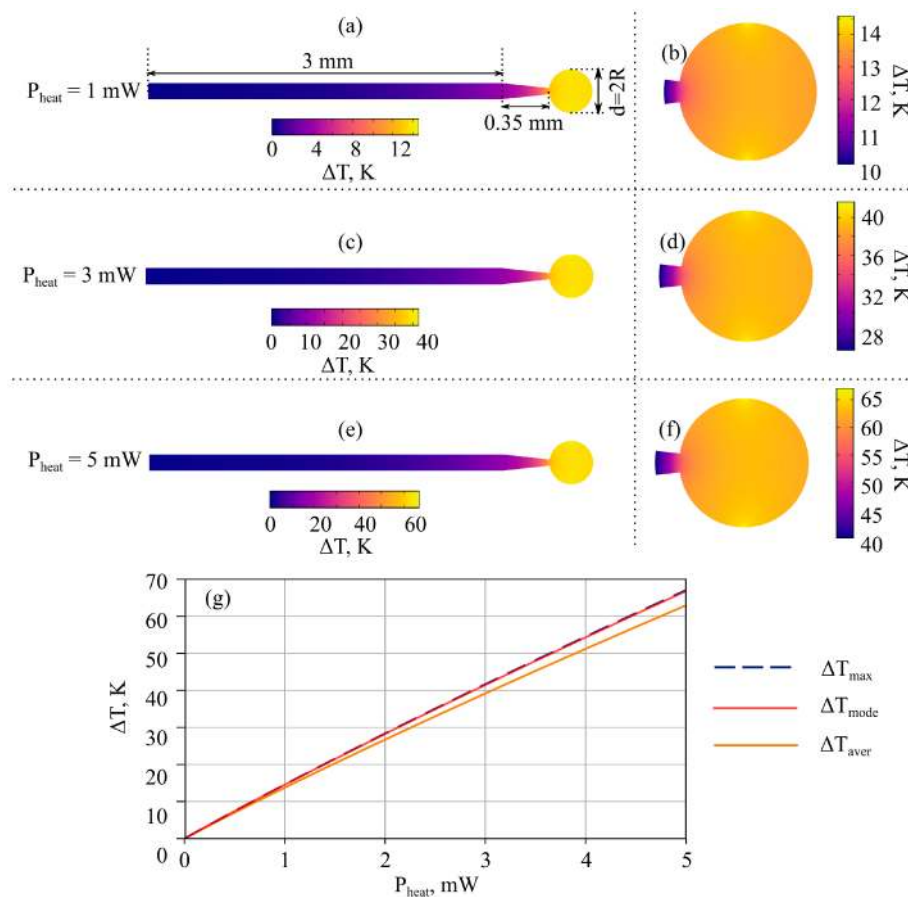 (a)
3 mm
P_heat = 1 mW
d=2R
0.35 mm
0 4 8 12
ΔT, K
(b)
14
13
12
11
10
ΔT, K
(c)
P_heat = 3 mW
0 10 20 30 40
ΔT, K
(d)
40
36
32
28
ΔT, K
(e)
P_heat = 5 mW
0 20 40 60
ΔT, K
(f)
65
60
55
50
45
40
ΔT, K
(g)
70
60
50
40
30
20
10
0
ΔT, K
0 1 2 3 4 5
P_heat, mW
ΔT_max
ΔT_mode
ΔT_aver